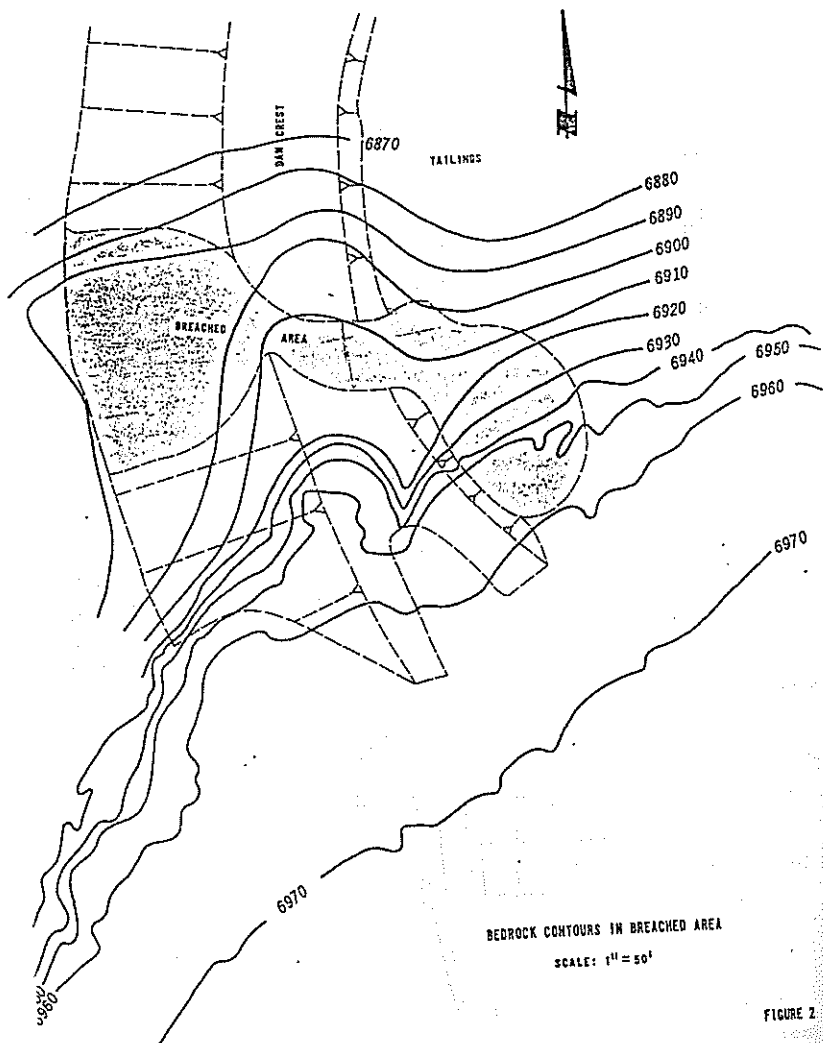 DAM CREST
6870
TAILINGS
6880
6890
6900
6910
6920
6930
6940
6950
6960
BREACHED
AREA
6970
6970
6960
BEDROCK CONTOURS IN BREACHED AREA
SCALE: 1" = 50'
FIGURE 2